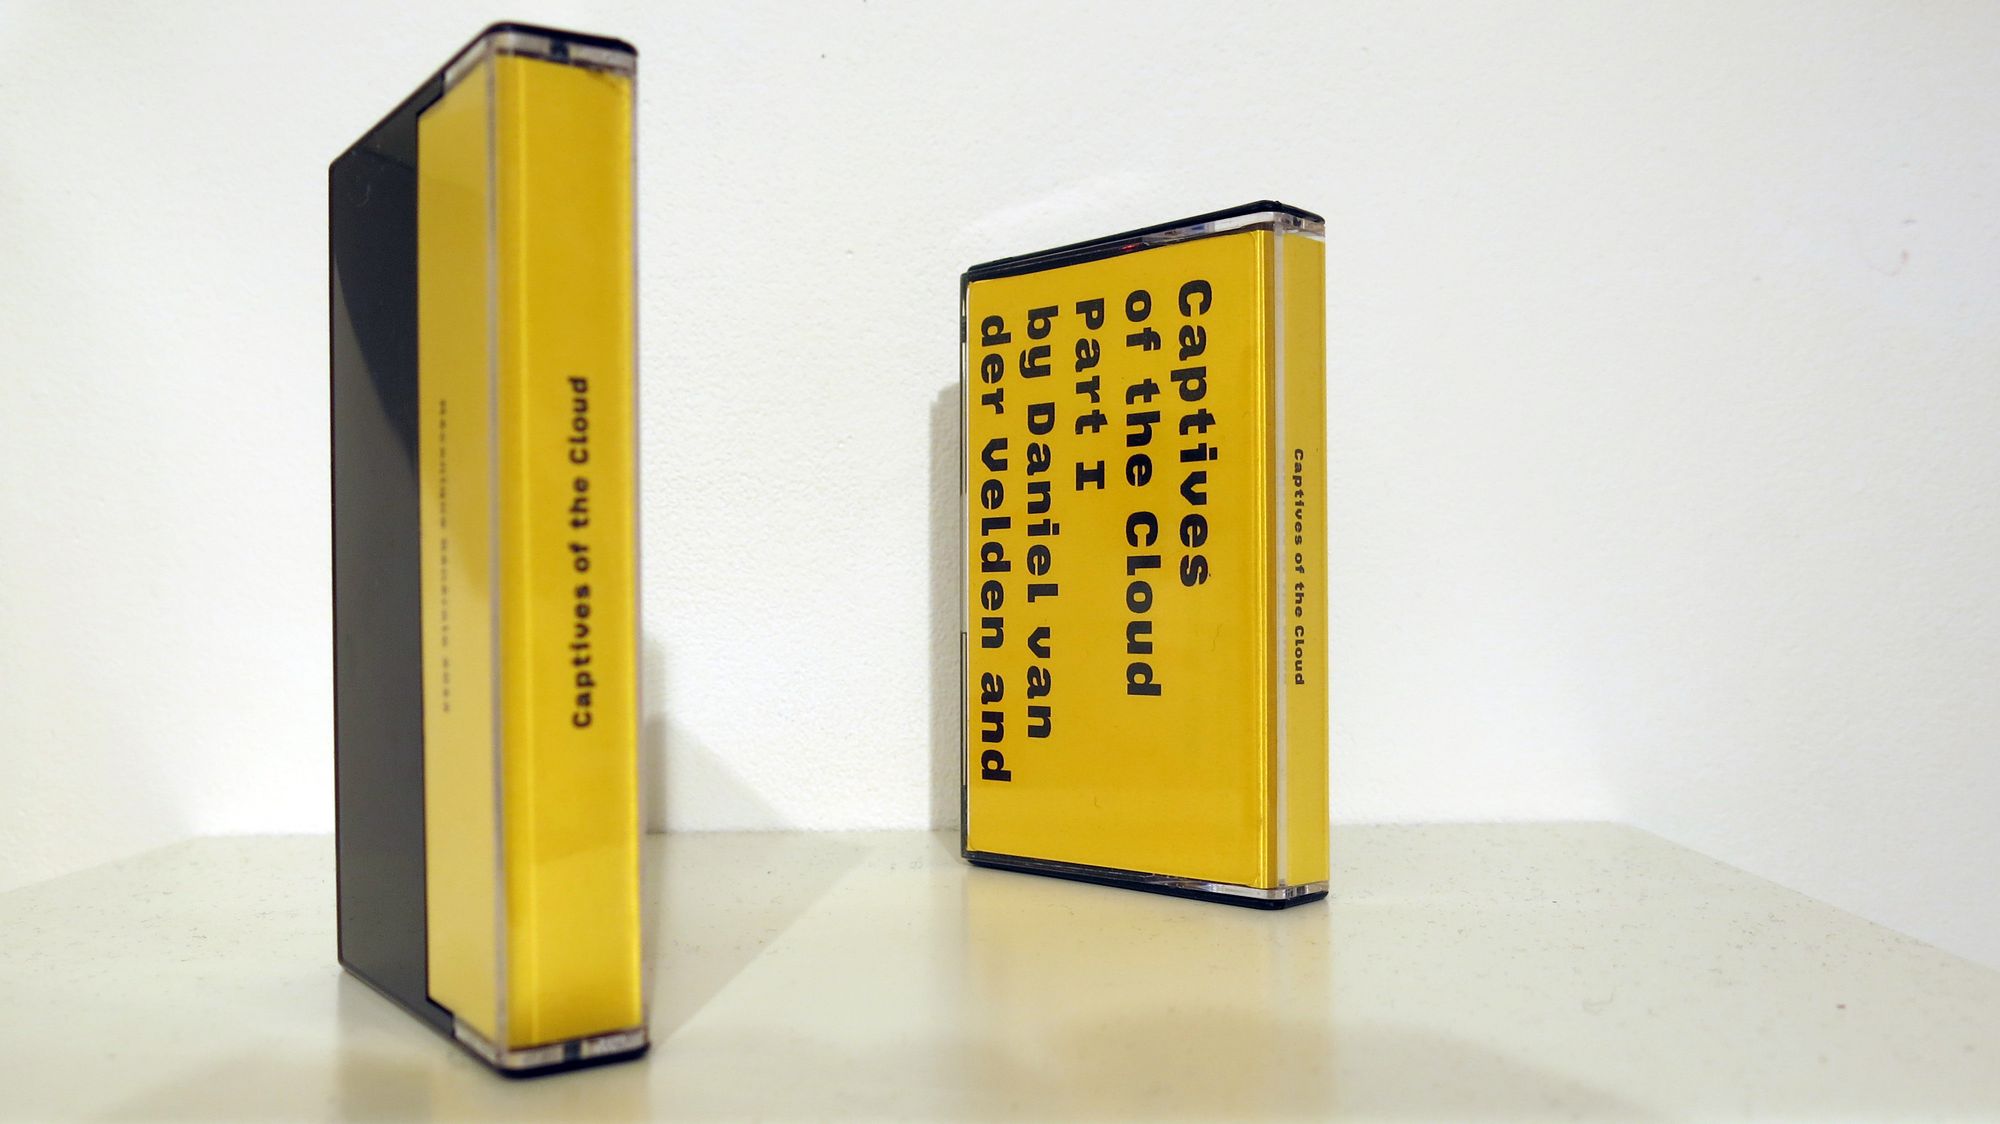 Captives of the Cloud
Captives
of the Cloud
Part I
by Daniel van
der Velden and
Captives of the Cloud